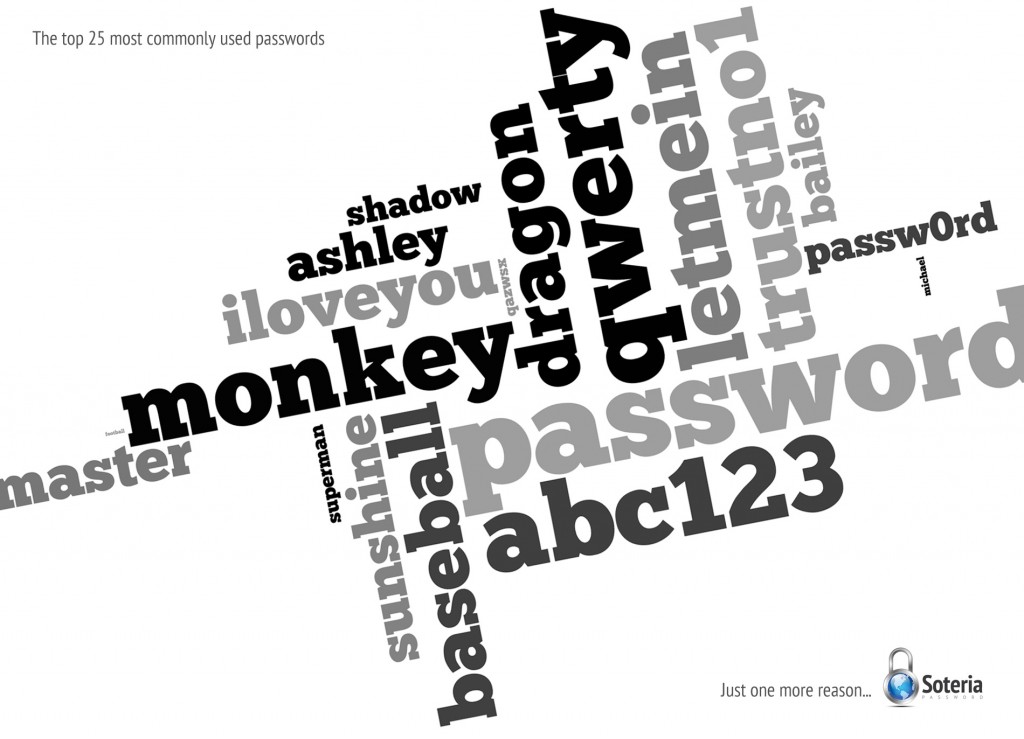 The top 25 most commonly used passwords
qwerty
letmein
trustno1
dragon
bailey
shadow
ashley
passw0rd
iloveyou
qazwsx
michael
monkey
password
football
master
superman
sunshine
baseball
abc123
Just one more reason...
Soteria
PASSWORD